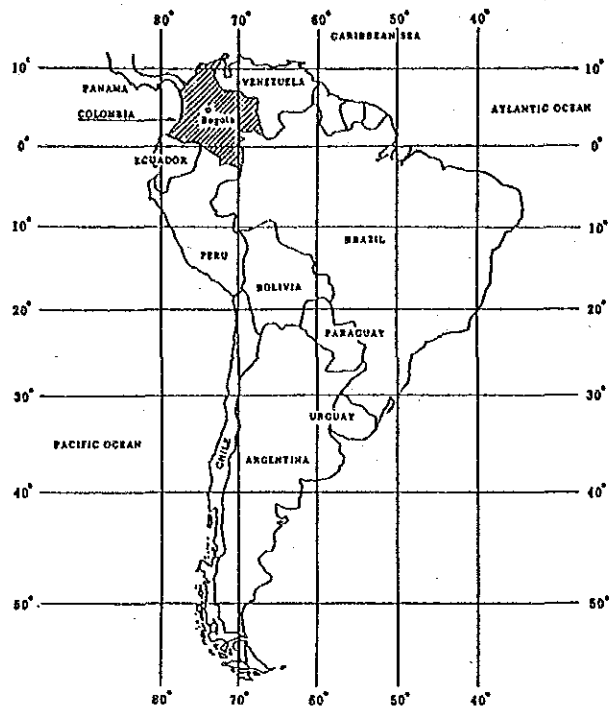 80° 70° 60° 50° 40°
CARIBBEAN SEA
10° 10°
VENEZUELA
PANAMA
COLOMBIA
Bogota
ATLANTIC OCEAN
0° 0°
ECUADOR
10° 10°
PERU
BRAZIL
BOLIVIA
20° 20°
PARAGUAY
30° 30°
URGUAY
PACIFIC OCEAN
CHILE
ARGENTINA
40° 40°
50° 50°
80° 70° 60° 50° 40°